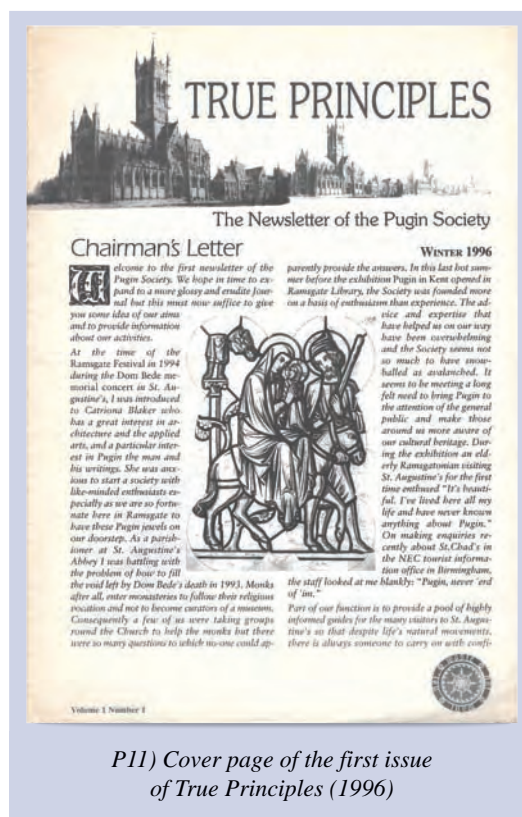 TRUE PRINCIPLES
The Newsletter of the Pugin Society
Chairman's Letter
WINTER 1996
Welcome to the first newsletter of the
Pugin Society. We hope in time to ex-
pand to a more glossy and erudite Jour-
nal but this must now suffice to give
you some idea of our aims
and to provide information
about our activities.
At the time of the
Ramsgate Festival in 1994
during the Dom Bede me-
morial concert in St. Au-
gustine's, I was introduced
to Catriona Blaker who
has a great interest in ar-
chitecture and the applied
arts, and a particular inter-
est in Pugin the man and
his writings. She was anx-
ious to start a society with
like-minded enthusiasts es-
pecially as we are so fortu-
nate here in Ramsgate to
have these Pugin jewels on
our doorstep. As a parish-
ioner at St. Augustine's
Abbey I was battling with
the problem of how to fill
the void left by Dom Bede's death in 1993. Monks
after all, enter monasteries to follow their religious
vocation and not to become curators of a museum.
Consequently a few of us were taking groups
round the Church to help the monks but there
were so many questions to which no-one could ap-
parently provide the answers. In this last hot sum-
mer before the exhibition Pugin in Kent opened in
Ramsgate Library, the Society was founded more
on a basis of enthusiasm than experience. The ad-
vice and expertise that
have helped us on our way
have been overwhelming
and the Society seems not
so much to have snow-
balled as avalanched. It
seems to be meeting a long
felt need to bring Pugin to
the attention of the general
public and make those
around us more aware of
our cultural heritage. Dur-
ing the exhibition an eld-
erly Ramsgatonian visiting
St. Augustine's for the first
time enthused "It's beauti-
ful. I've lived here all my
life and have never known
anything about Pugin."
On making enquiries re-
cently about St.Chad's in
the NEC tourist informa-
tion office in Birmingham,
the staff looked at me blankly: "Pugin, never 'erd
of 'im."
Part of our function is to provide a pool of highly
informed guides for the many visitors to St. Augus-
tine's so that despite life's natural movements,
there is always someone to carry on with confi-
Volume 1 Number 1
P11) Cover page of the first issue
of True Principles (1996)